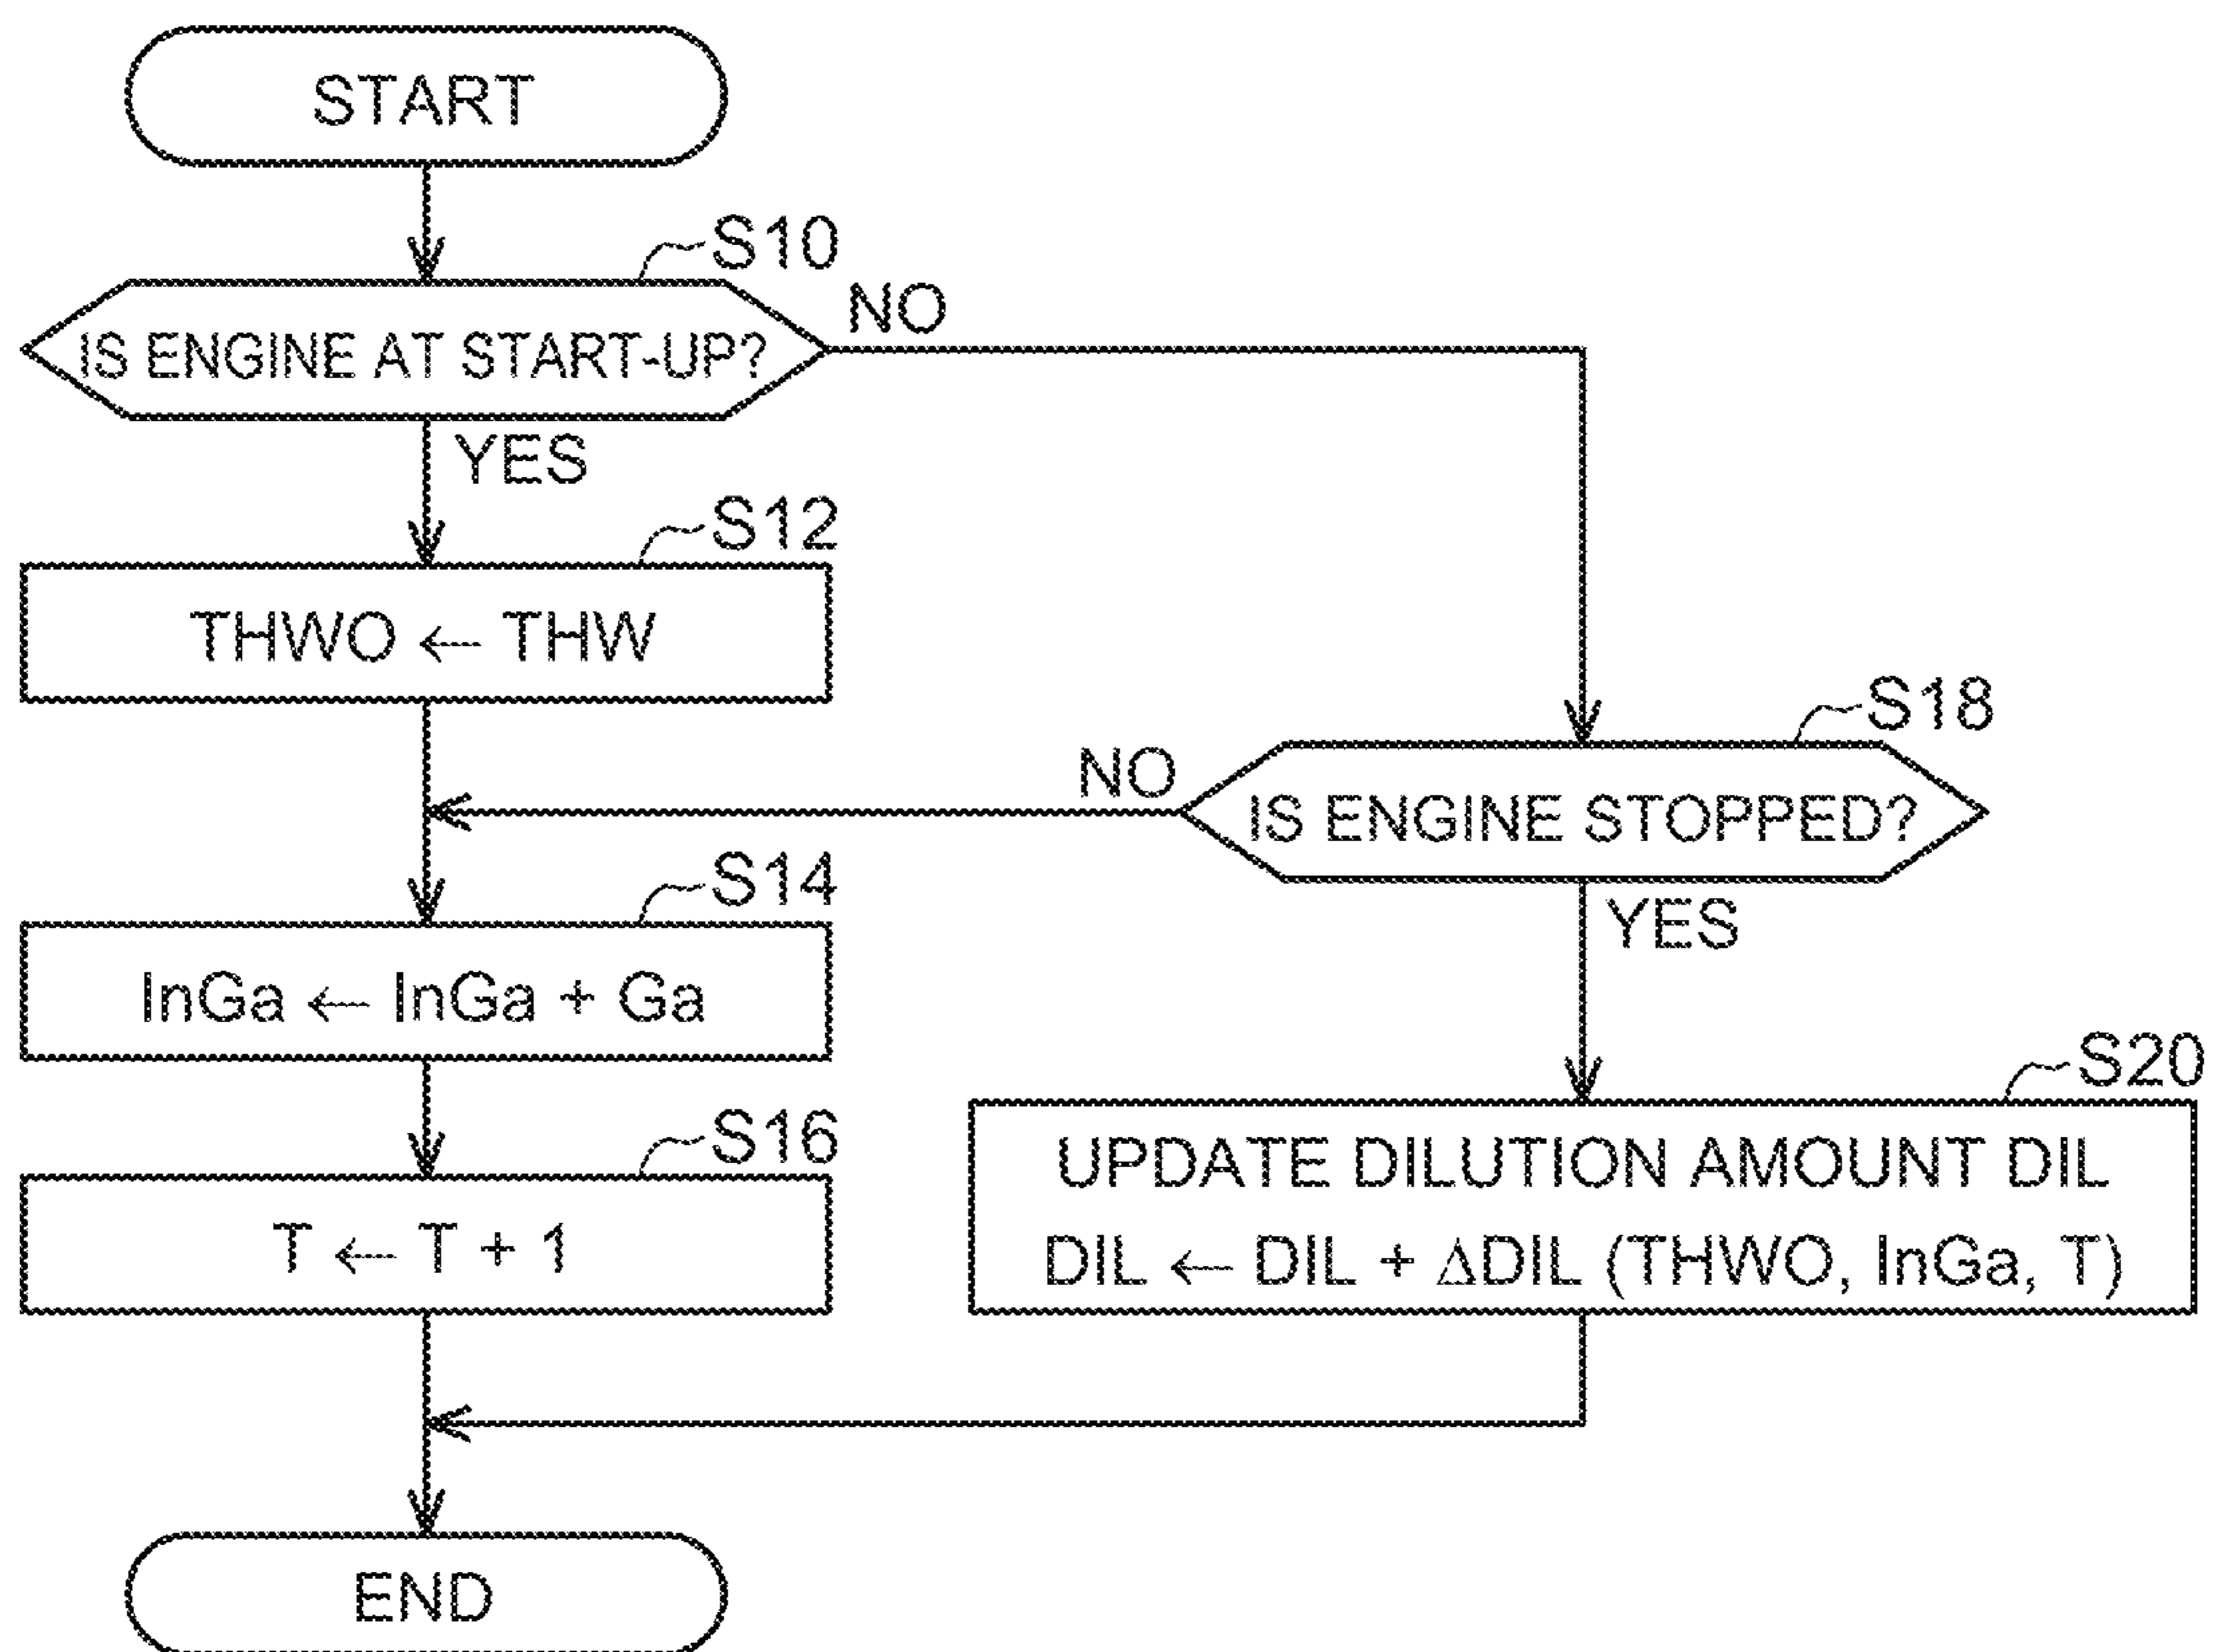 START
S10
IS ENGINE AT START-UP?
NO
YES
S12
THWO ← THW
S18
NO
IS ENGINE STOPPED?
YES
S14
InGa ← InGa + Ga
S16
T ← T + 1
S20
UPDATE DILUTION AMOUNT DIL
DIL ← DIL + ΔDIL (THWO, InGa, T)
END